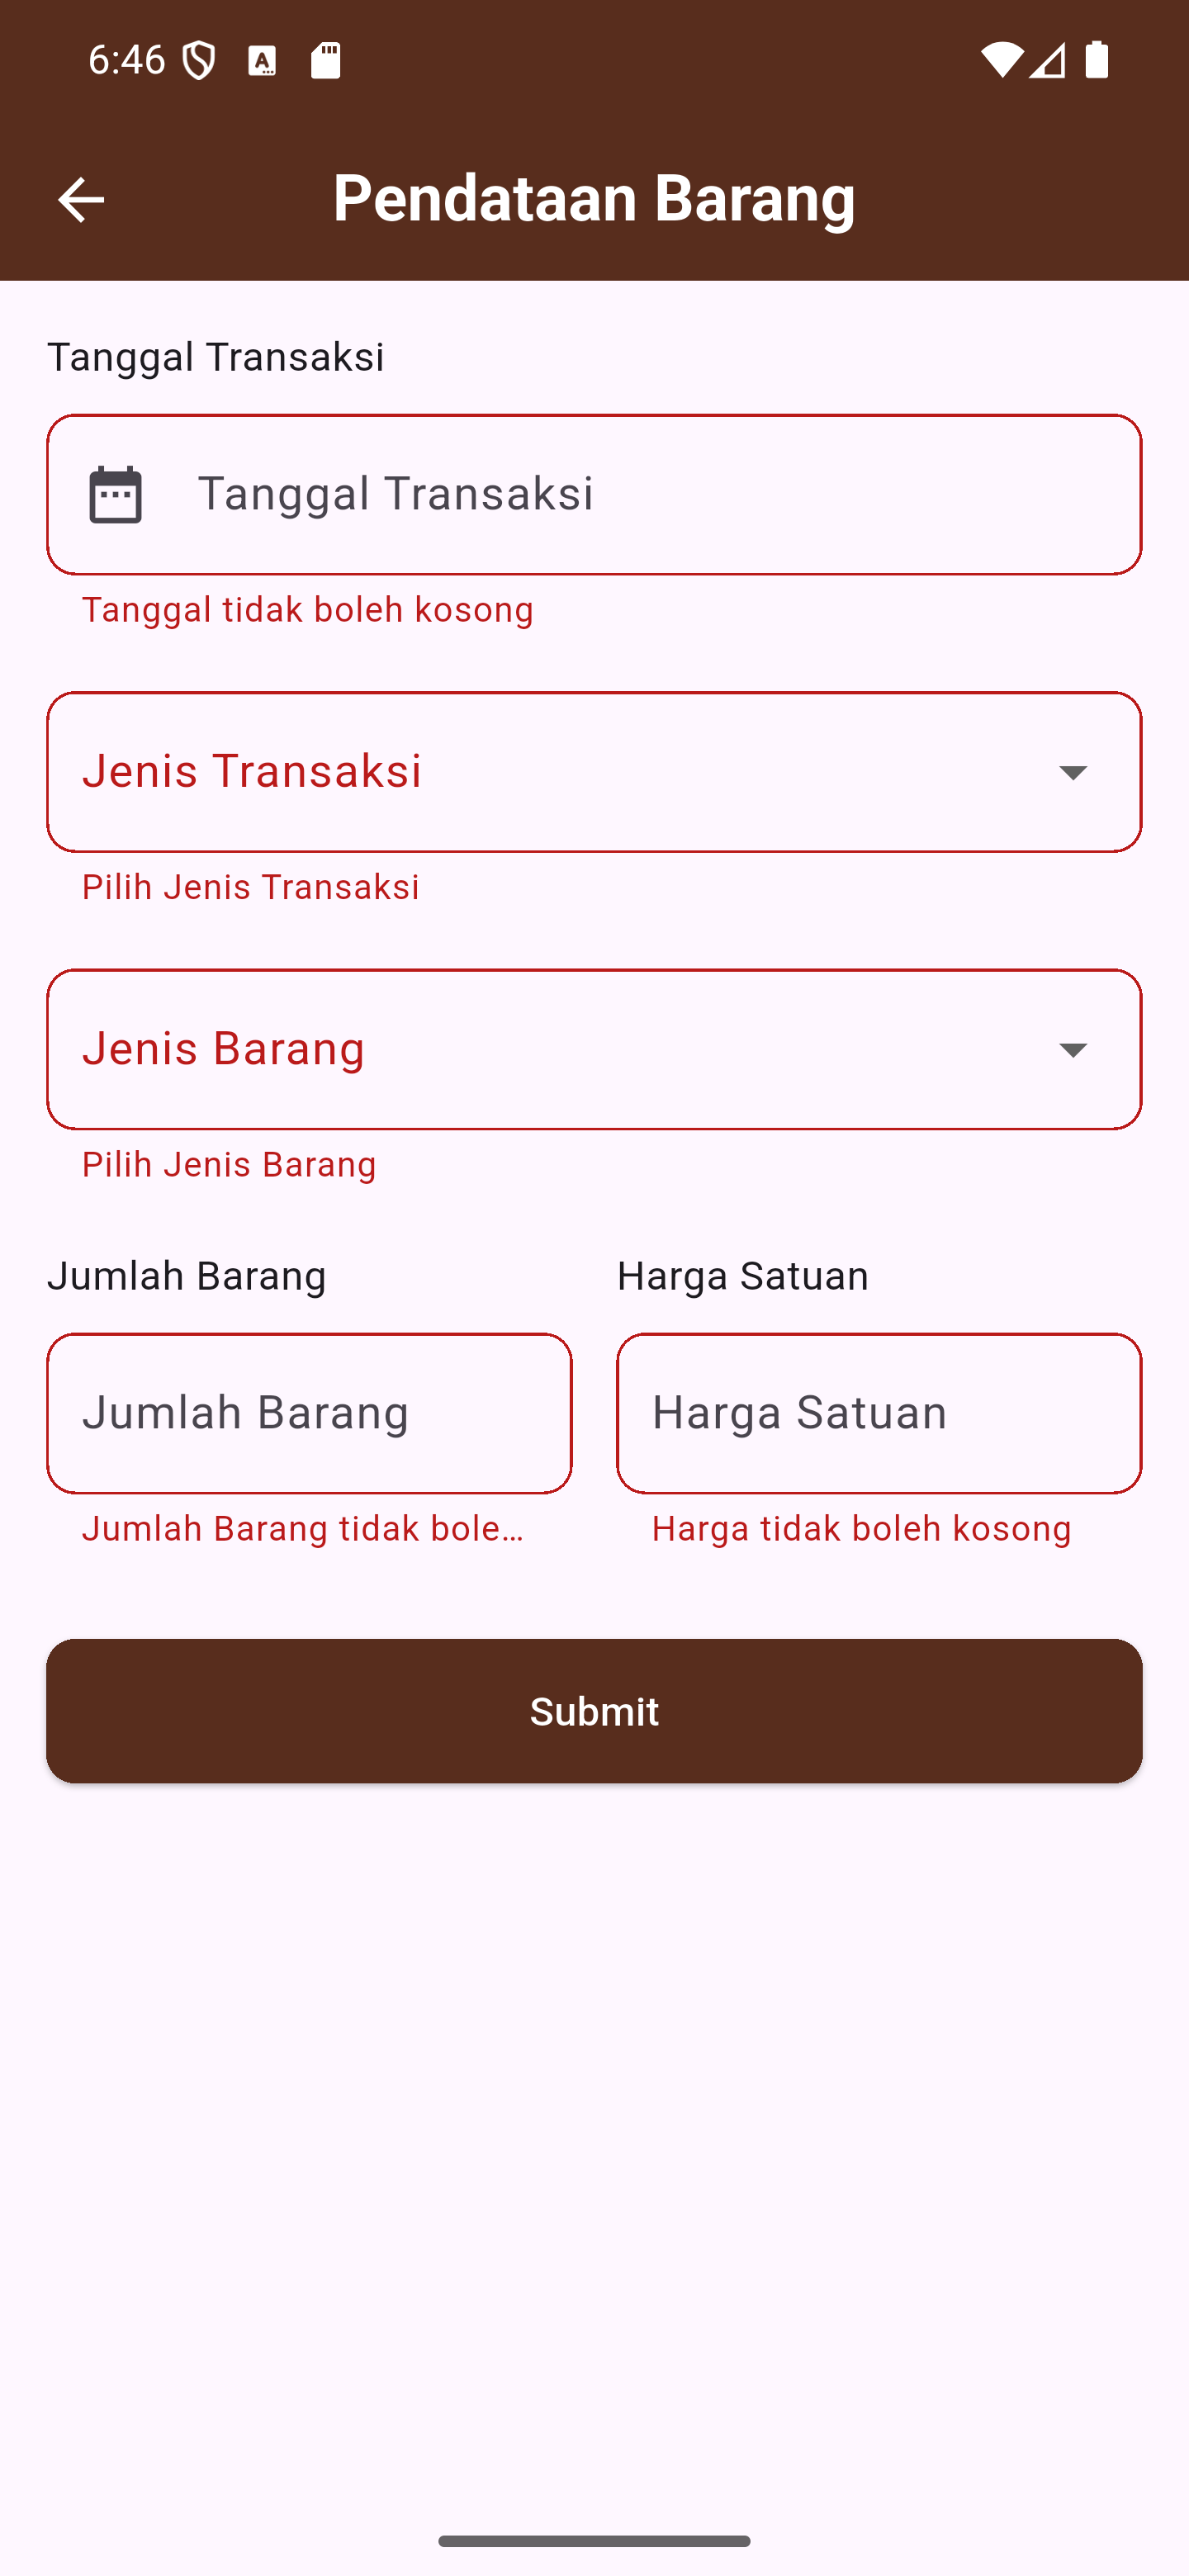 6:46
Pendataan Barang
Tanggal Transaksi
Tanggal Transaksi
Tanggal tidak boleh kosong
Jenis Transaksi
Pilih Jenis Transaksi
Jenis Barang
Pilih Jenis Barang
Jumlah Barang Harga Satuan
Jumlah Barang Harga Satuan
Jumlah Barang tidak bole... Harga tidak boleh kosong
Submit